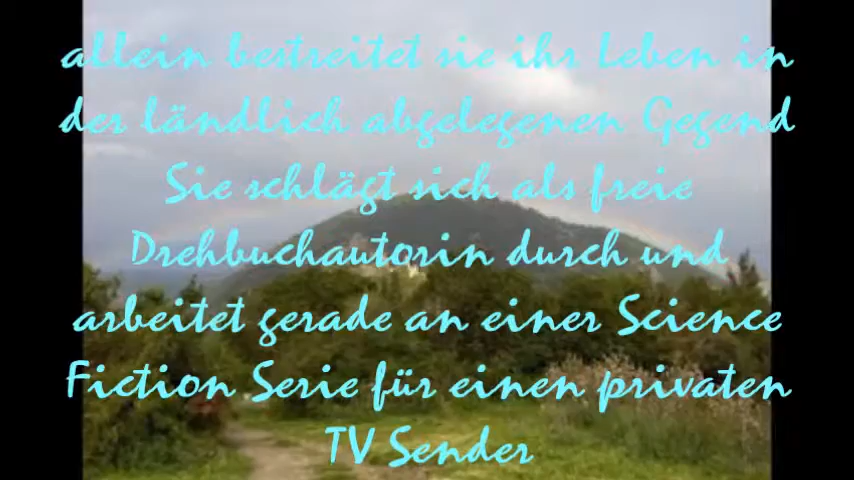 allein bestreitet sie ihr Leben in
der ländlich abgelegenen Gegend
Sie schlägt sich als freie
Drehbuchautorin durch und
arbeitet gerade an einer Science
Fiction Serie für einen privaten
TV Sender